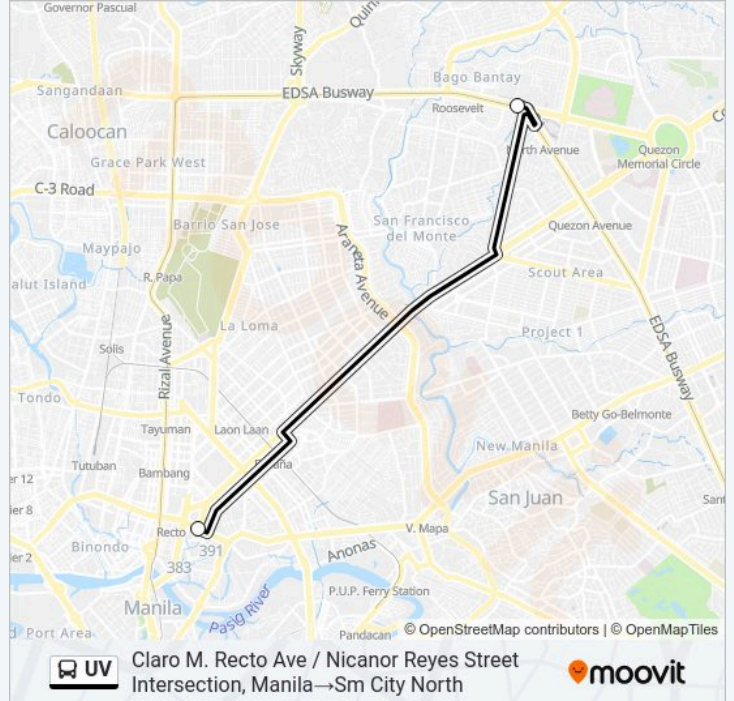 Governor Pascual
Skyway
Bago Bantay
Sangandaan
EDSA Busway
Roosevelt
Caloocan
Grace Park West
North Avenue
Quezon
Memorial Circle
C-3 Road
Barrio San Jose
San Francisco
del Monte
Araneta Avenue
Quezon Avenue
Maypajo
R. Papa
Scout Area
alut Island
La Loma
Project 1
EDSA Busway
Rizal Avenue
Solis
Tondo
Betty Go-Belmonte
Tayuman
Laon Laan
New Manila
Tutuban
Bambang
er 12
San Juan
ier 8
Recto
V. Mapa
Binondo
391
Anonas
ier 2
383
P.U.P. Ferry Station
Manila
Pasig River
Port Area
Pandacan
© OpenStreetMap contributors | © OpenMapTiles
UV
Claro M. Recto Ave / Nicanor Reyes Street
Intersection, Manila→Sm City North
moovit